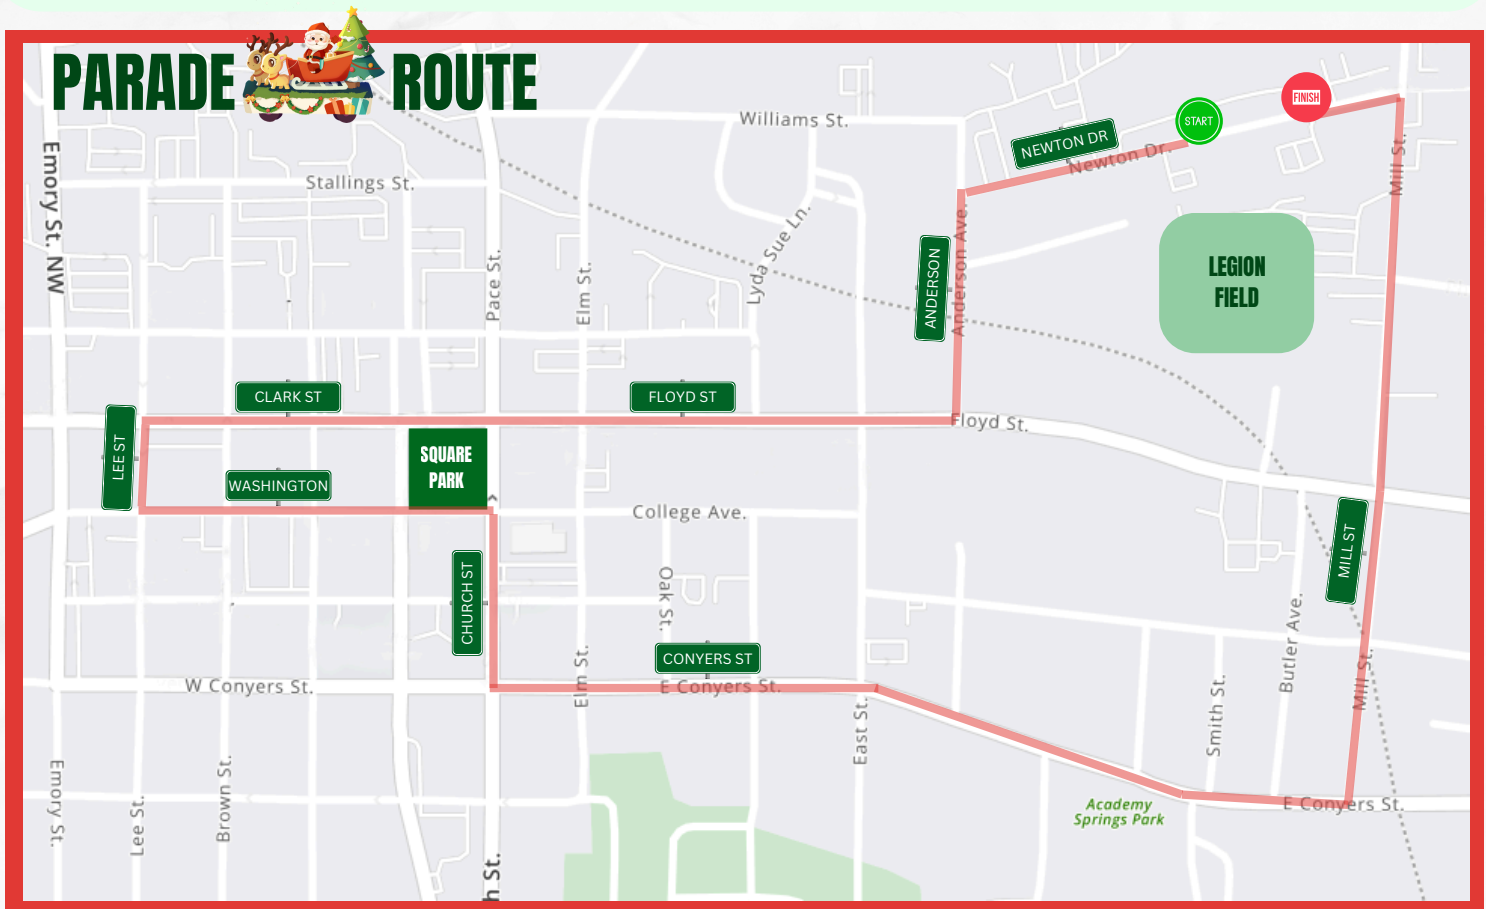 PARADE ROUTE
FINISH
START
Williams St.
NEWTON DR
Newton Dr.
Mill St.
Emory St. NW
Stallings St.
Lyda Sue Ln.
Anderson Ave.
ANDERSON
LEGION
FIELD
Pace St.
Elm St.
CLARK ST
FLOYD ST
Floyd St.
LEE ST
SQUARE
PARK
WASHINGTON
College Ave.
MILL ST
CHURCH ST
Oak St.
CONYERS ST
Butler Ave.
W Conyers St.
E Conyers St.
Elm St.
East St.
Smith St.
Mill St.
Emory St.
Lee St.
Brown St.
Academy
Springs Park
E Conyers St.
h St.